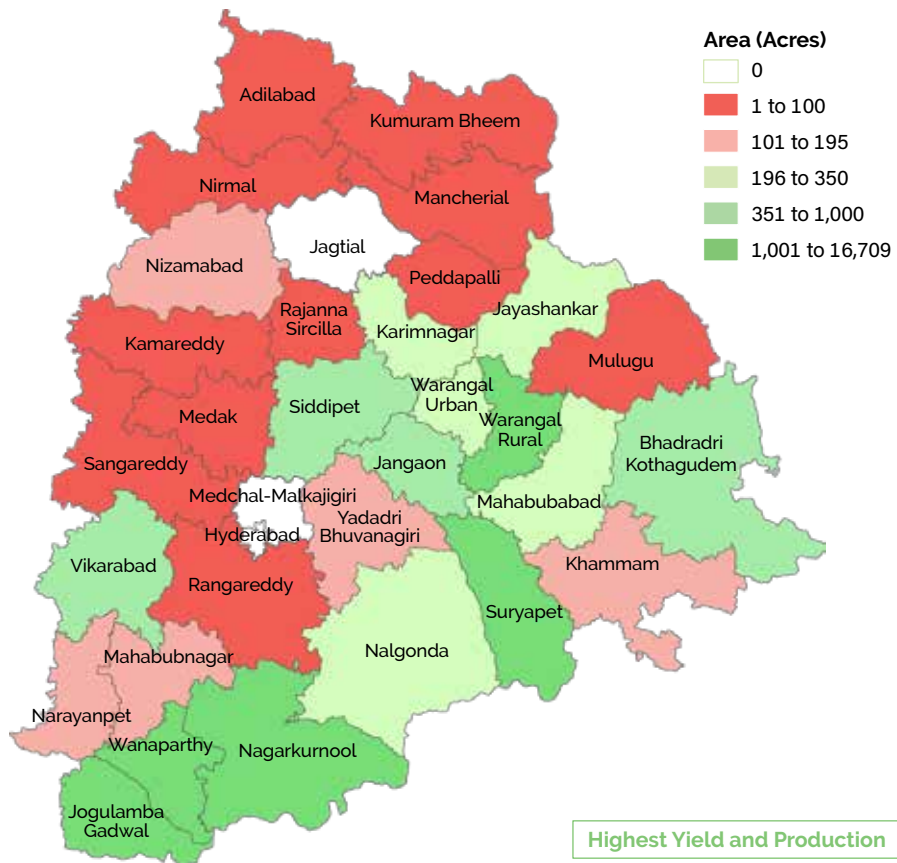 Area (Acres)
0
1 to 100
101 to 195
196 to 350
351 to 1,000
1,001 to 16,709
Adilabad
Kumuram Bheem
Nirmal
Mancherial
Jagtial
Nizamabad
Peddapalli
Rajanna
Sircilla
Jayashankar
Karimnagar
Kamareddy
Mulugu
Warangal
Urban
Siddipet
Medak
Warangal
Rural
Bhadradri
Kothagudem
Jangaon
Sangareddy
Medchal-Malkajigiri
Mahabubabad
Yadadri
Bhuvanagiri
Hyderabad
Vikarabad
Khammam
Rangareddy
Suryapet
Nalgonda
Mahabubnagar
Narayanpet
Wanaparthy
Nagarkurnool
Jogulamba
Gadwal
Highest Yield and Production